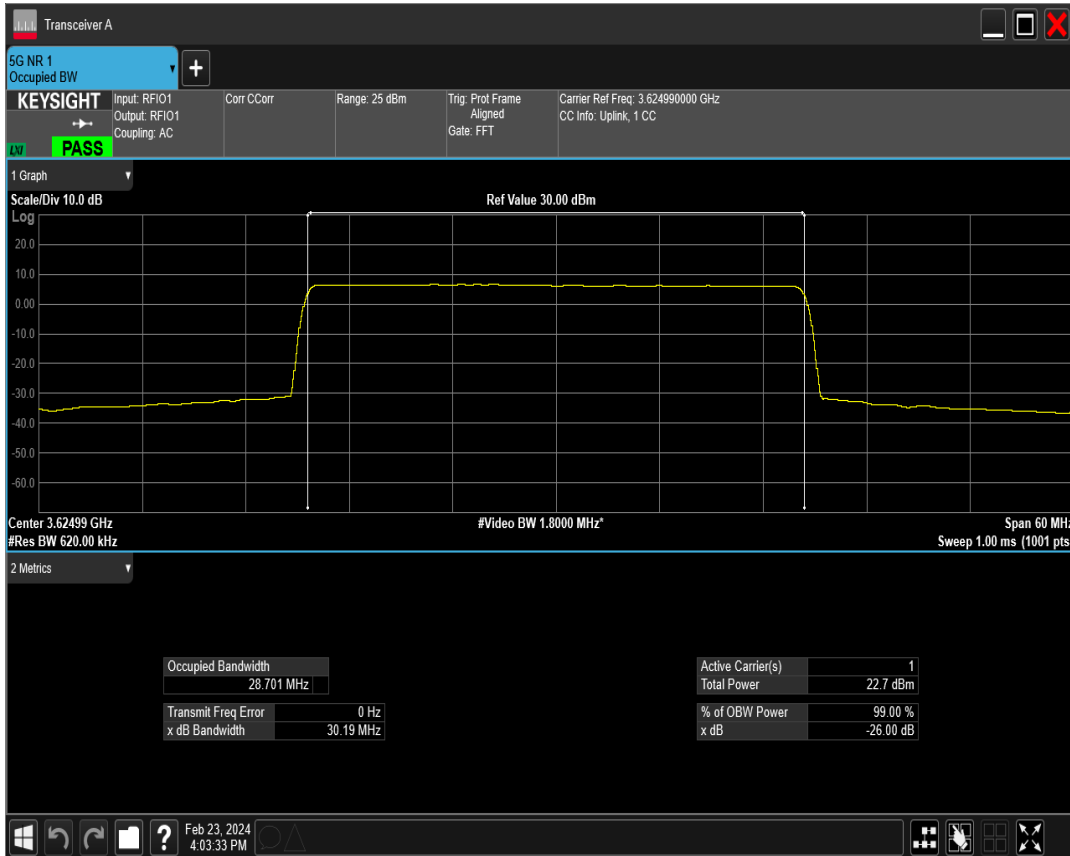 Transceiver A
5G NR 1
Occupied BW
KEYSIGHT
LXI
PASS
Input: RFIO1
Output: RFIO1
Coupling: AC
Corr CCorr
Range: 25 dBm
Trig: Prot Frame
Aligned
Gate: FFT
Carrier Ref Freq: 3.624990000 GHz
CC Info: Uplink, 1 CC
1 Graph
Scale/Div 10.0 dB
Ref Value 30.00 dBm
Log
20.0
10.0
0.00
-10.0
-20.0
-30.0
-40.0
-50.0
-60.0
Center 3.62499 GHz
#Video BW 1.8000 MHz*
Span 60 MHz
#Res BW 620.00 kHz
Sweep 1.00 ms (1001 pts
2 Metrics
Occupied Bandwidth
28.701 MHz
Transmit Freq Error 0 Hz
x dB Bandwidth 30.19 MHz
Active Carrier(s) 1
Total Power 22.7 dBm
% of OBW Power 99.00 %
x dB -26.00 dB
?
Feb 23, 2024
4:03:33 PM